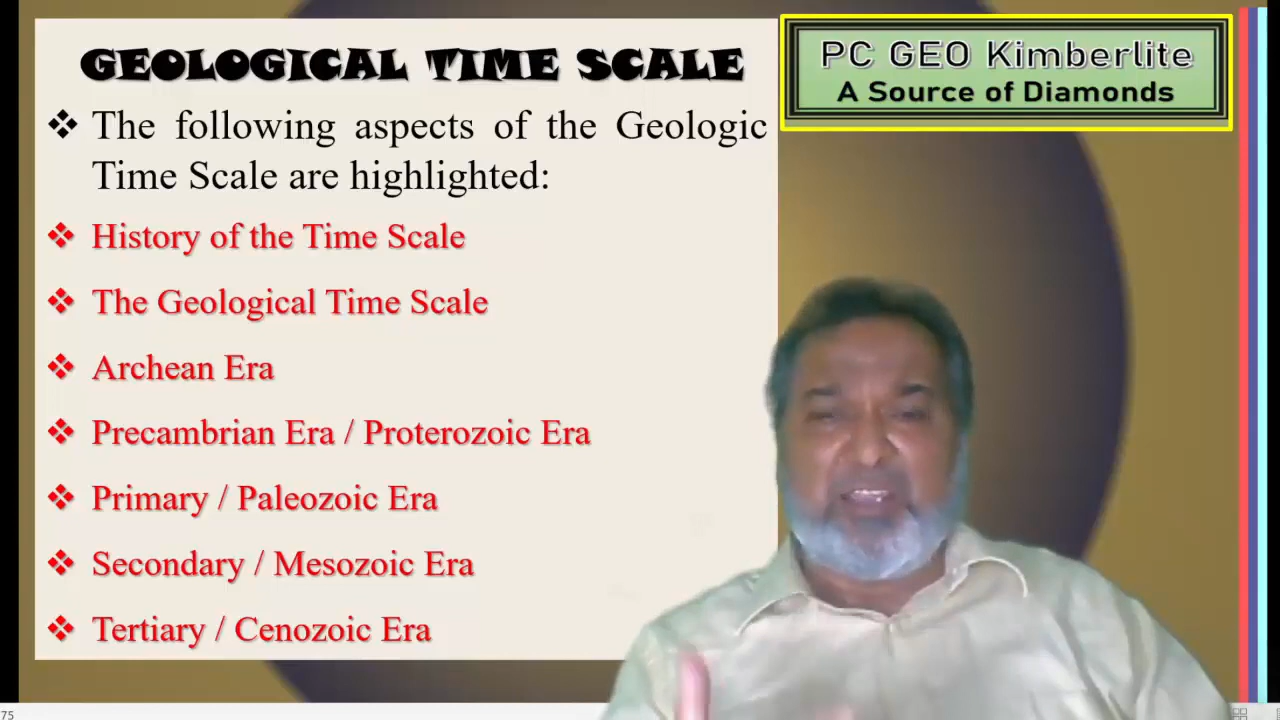 GEOLOGICAL TIME SCALE
PC GEO Kimberlite
A Source of Diamonds
❖ The following aspects of the Geologic
Time Scale are highlighted:
❖ History of the Time Scale
❖ The Geological Time Scale
❖ Archean Era
❖ Precambrian Era / Proterozoic Era
❖ Primary / Paleozoic Era
❖ Secondary / Mesozoic Era
❖ Tertiary / Cenozoic Era
75